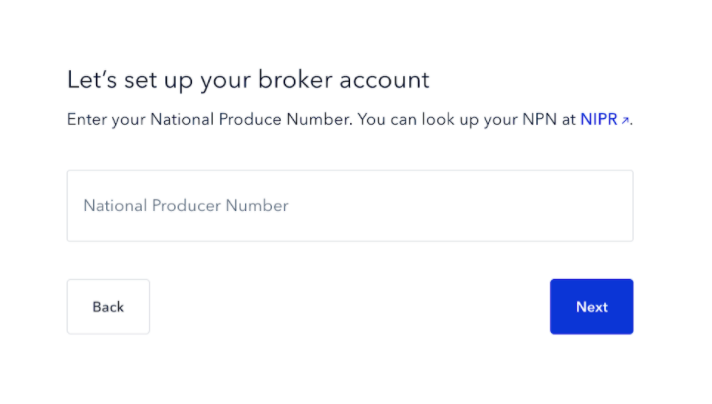 Let's set up your broker account
Enter your National Produce Number. You can look up your NPN at NIPR ↗.
National Producer Number
Back
Next